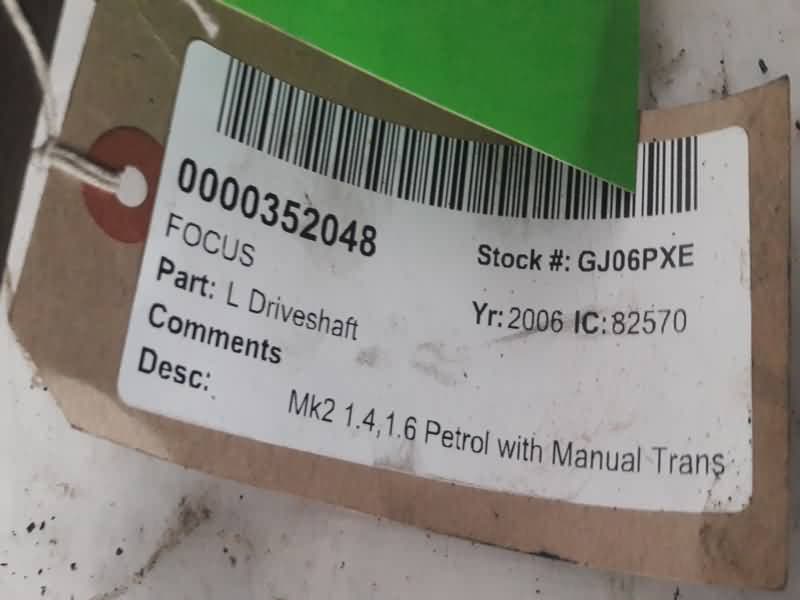 0000352048
FOCUS
Stock #: GJ06PXE
Part: L Driveshaft
Yr: 2006 IC: 82570
Comments
Desc:
Mk2 1.4,1.6 Petrol with Manual Trans